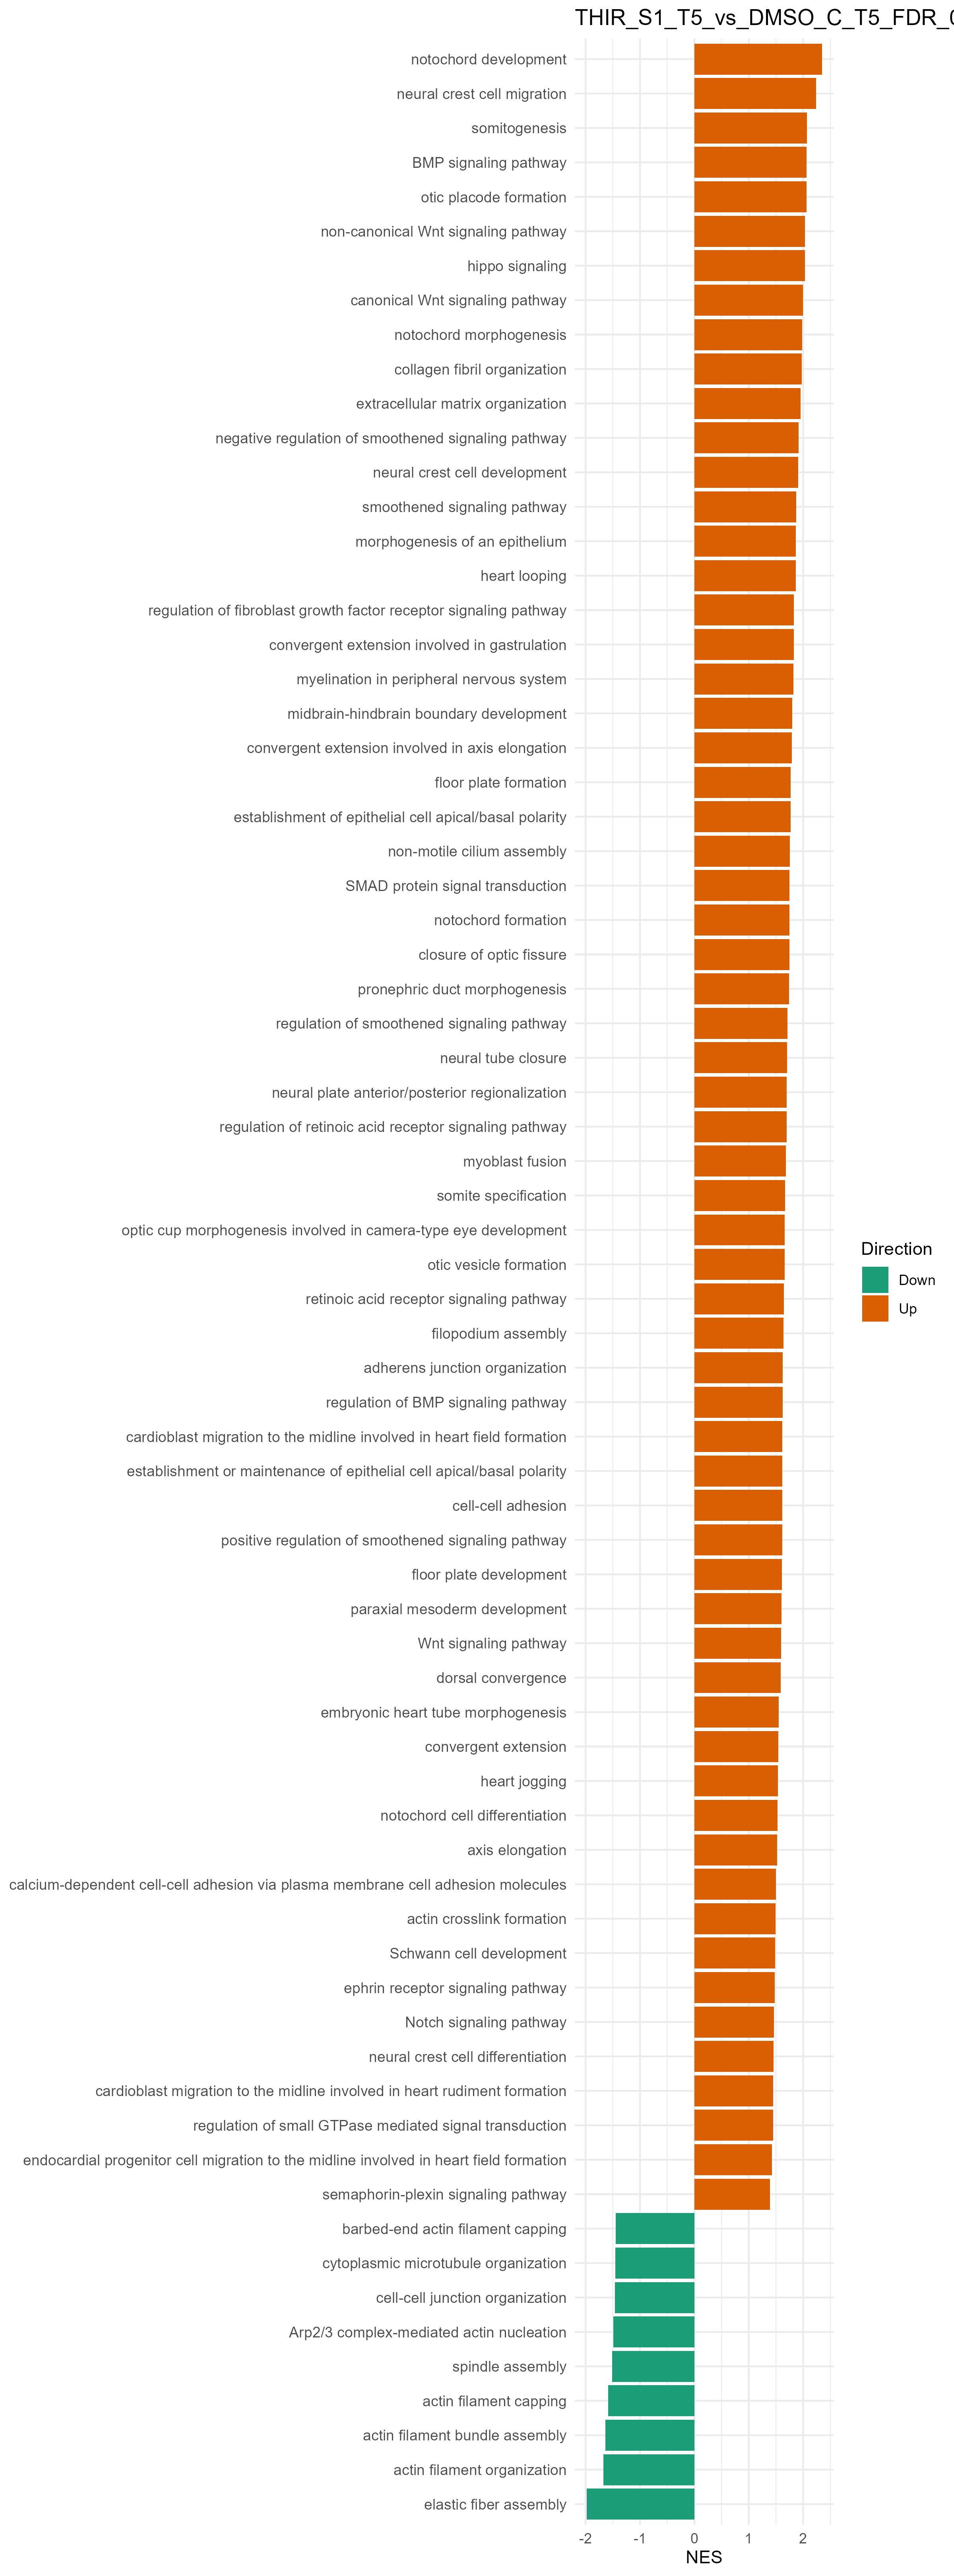 THIR_S1_T5_vs_DMSO_C_T5_FDR_0
notochord development
neural crest cell migration
somitogenesis
BMP signaling pathway
otic placode formation
non-canonical Wnt signaling pathway
hippo signaling
canonical Wnt signaling pathway
notochord morphogenesis
collagen fibril organization
extracellular matrix organization
negative regulation of smoothened signaling pathway
neural crest cell development
smoothened signaling pathway
morphogenesis of an epithelium
heart looping
regulation of fibroblast growth factor receptor signaling pathway
convergent extension involved in gastrulation
myelination in peripheral nervous system
midbrain-hindbrain boundary development
convergent extension involved in axis elongation
floor plate formation
establishment of epithelial cell apical/basal polarity
non-motile cilium assembly
SMAD protein signal transduction
notochord formation
closure of optic fissure
pronephric duct morphogenesis
regulation of smoothened signaling pathway
neural tube closure
neural plate anterior/posterior regionalization
regulation of retinoic acid receptor signaling pathway
myoblast fusion
somite specification
optic cup morphogenesis involved in camera-type eye development
otic vesicle formation
retinoic acid receptor signaling pathway
filopodium assembly
adherens junction organization
regulation of BMP signaling pathway
cardioblast migration to the midline involved in heart field formation
establishment or maintenance of epithelial cell apical/basal polarity
cell-cell adhesion
positive regulation of smoothened signaling pathway
floor plate development
paraxial mesoderm development
Wnt signaling pathway
dorsal convergence
embryonic heart tube morphogenesis
convergent extension
heart jogging
notochord cell differentiation
axis elongation
calcium-dependent cell-cell adhesion via plasma membrane cell adhesion molecules
actin crosslink formation
Schwann cell development
ephrin receptor signaling pathway
Notch signaling pathway
neural crest cell differentiation
cardioblast migration to the midline involved in heart rudiment formation
regulation of small GTPase mediated signal transduction
endocardial progenitor cell migration to the midline involved in heart field formation
semaphorin-plexin signaling pathway
barbed-end actin filament capping
cytoplasmic microtubule organization
cell-cell junction organization
Arp2/3 complex-mediated actin nucleation
spindle assembly
actin filament capping
actin filament bundle assembly
actin filament organization
elastic fiber assembly
-2 -1 0 1 2
NES
Direction
Down
Up